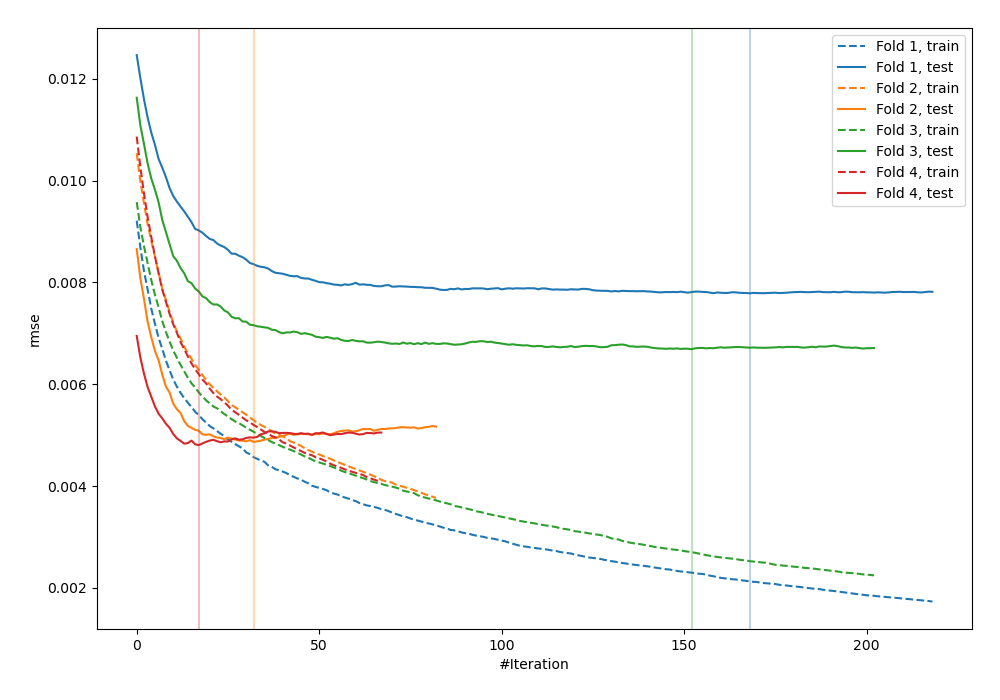 0.012
0.010
0.008
0.006
0.004
0.002
rmse
0
50
100
150
200
#Iteration
Fold 1, train
Fold 1, test
Fold 2, train
Fold 2, test
Fold 3, train
Fold 3, test
Fold 4, train
Fold 4, test